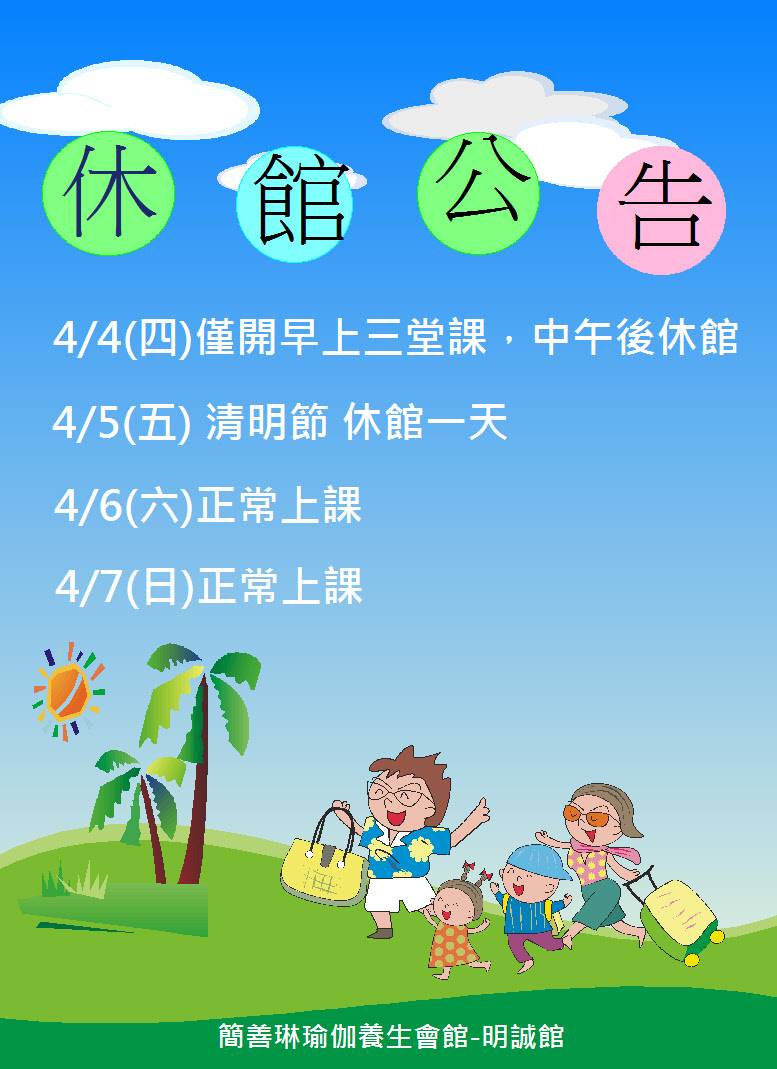 休館公告
4/4(四)僅開早上三堂課，中午後休館
4/5(五) 清明節 休館一天
4/6(六)正常上課
4/7(日)正常上課
簡善琳瑜伽養生會館-明誠館